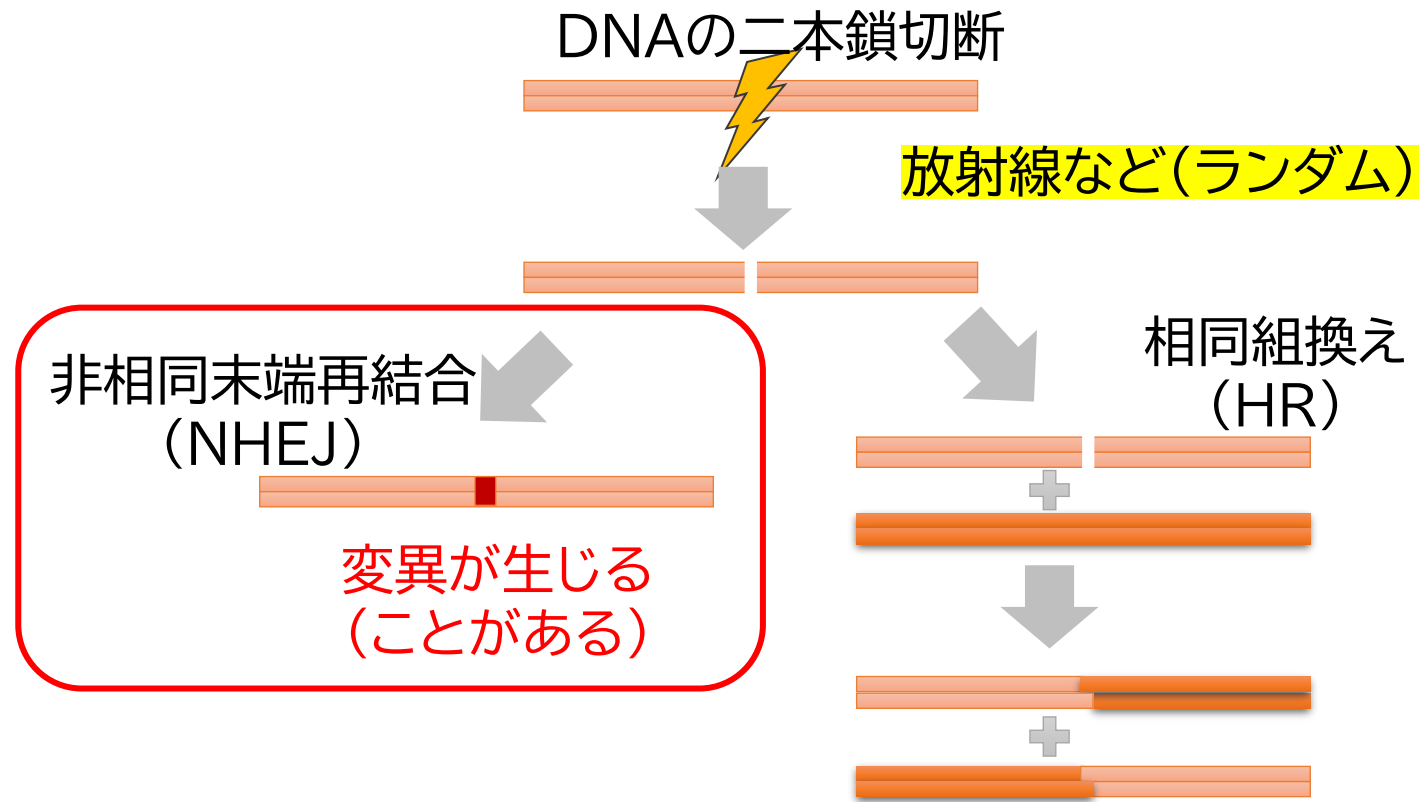 DNAの二本鎖切断
放射線など(ランダム)
非相同末端再結合
(NHEJ)
変異が生じる
(ことがある)
相同組換え
(HR)